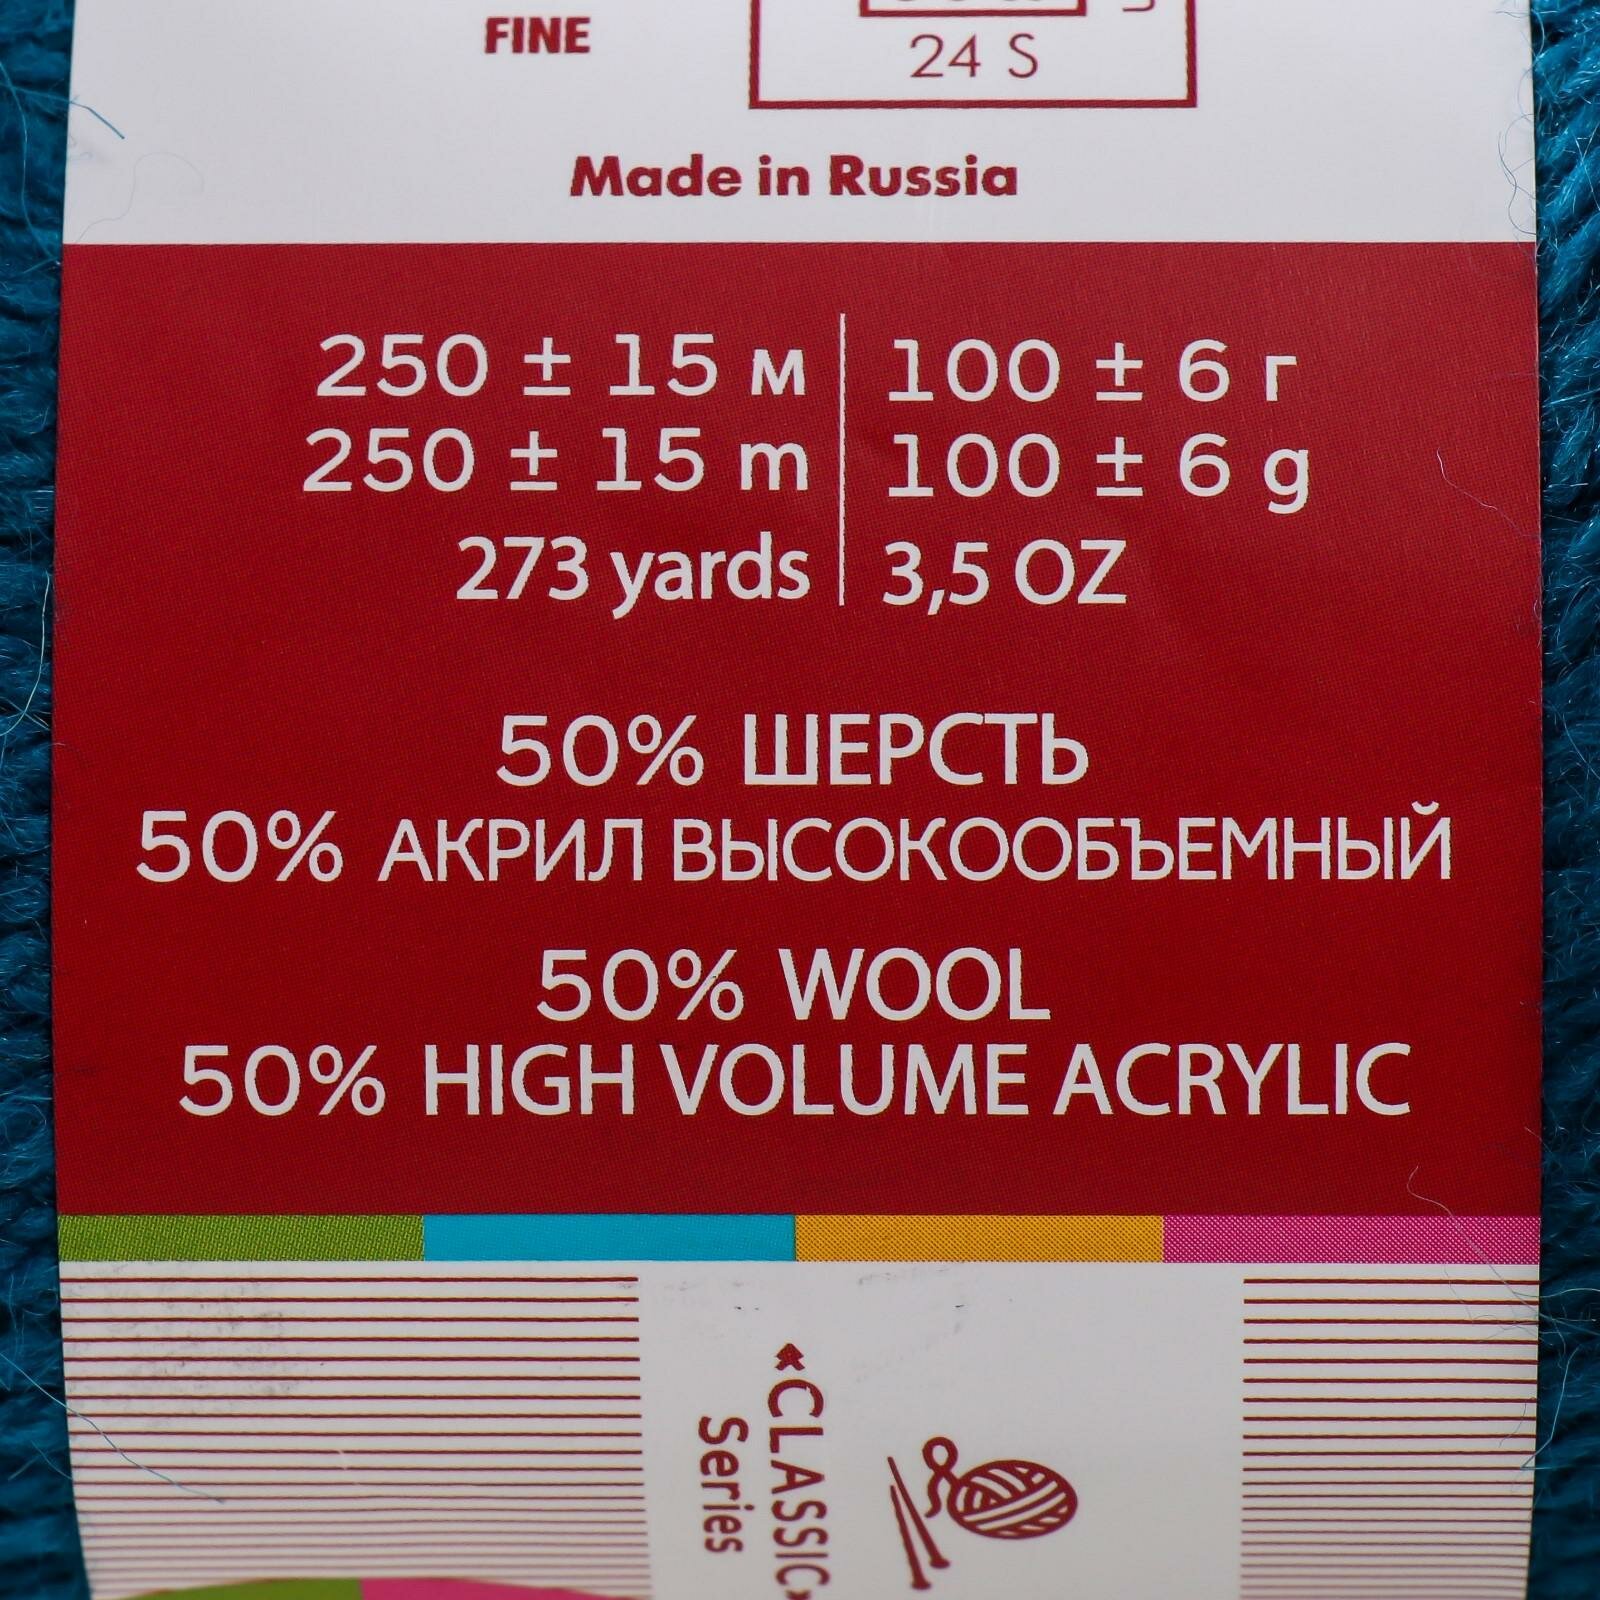 FINE
24 S
Made in Russia
250 ± 15 м
100 ± 6 г
250 ± 15 m
100 ± 6 g
273 yards
3,5 OZ
50% ШЕРСТЬ
50% АКРИЛ ВЫСОКООБЪЕМНЫЙ
50% WOOL
50% HIGH VOLUME ACRYLIC
«CLASSIC»
Series